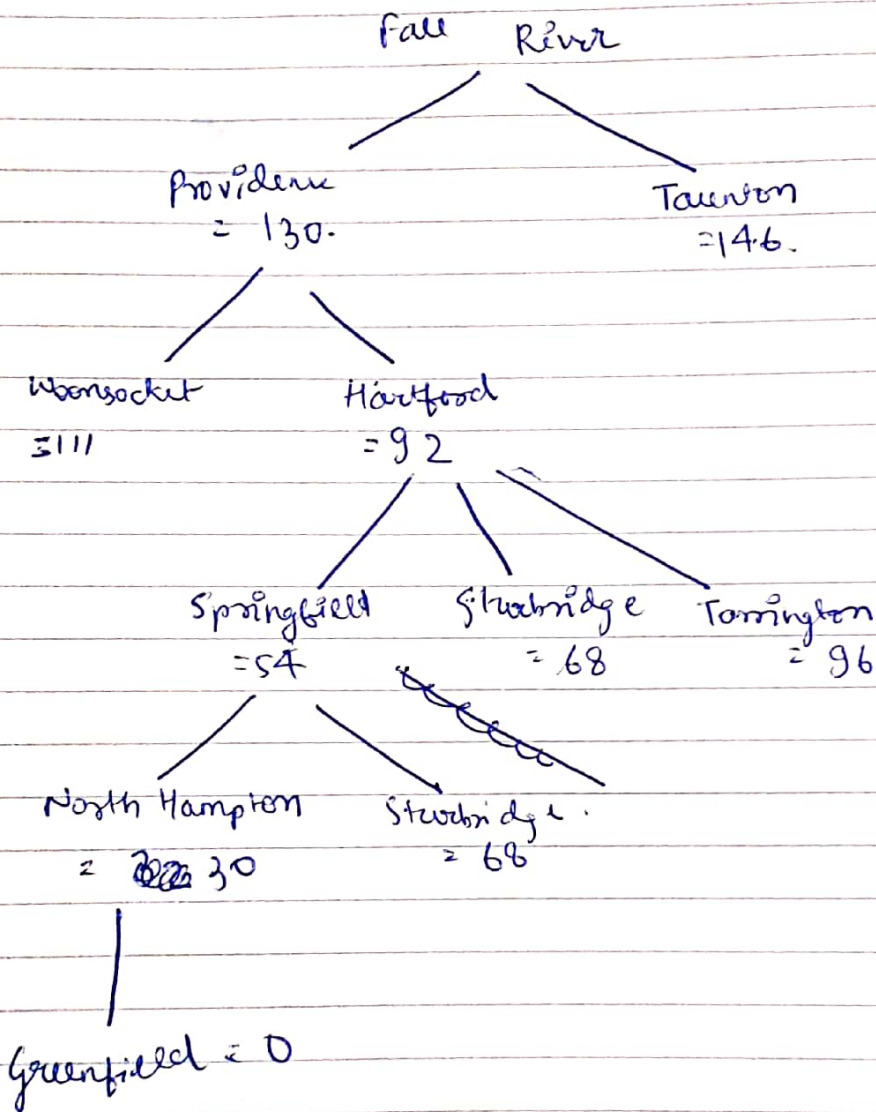 Fall River
Providence Taunton
= 130. =146.
Woonsocket Hartford
=111 =92
Springfield Sturbridge Torrington
=54 = 68 = 96
North Hampton Sturbridge.
= 30 = 68
Greenfield = 0